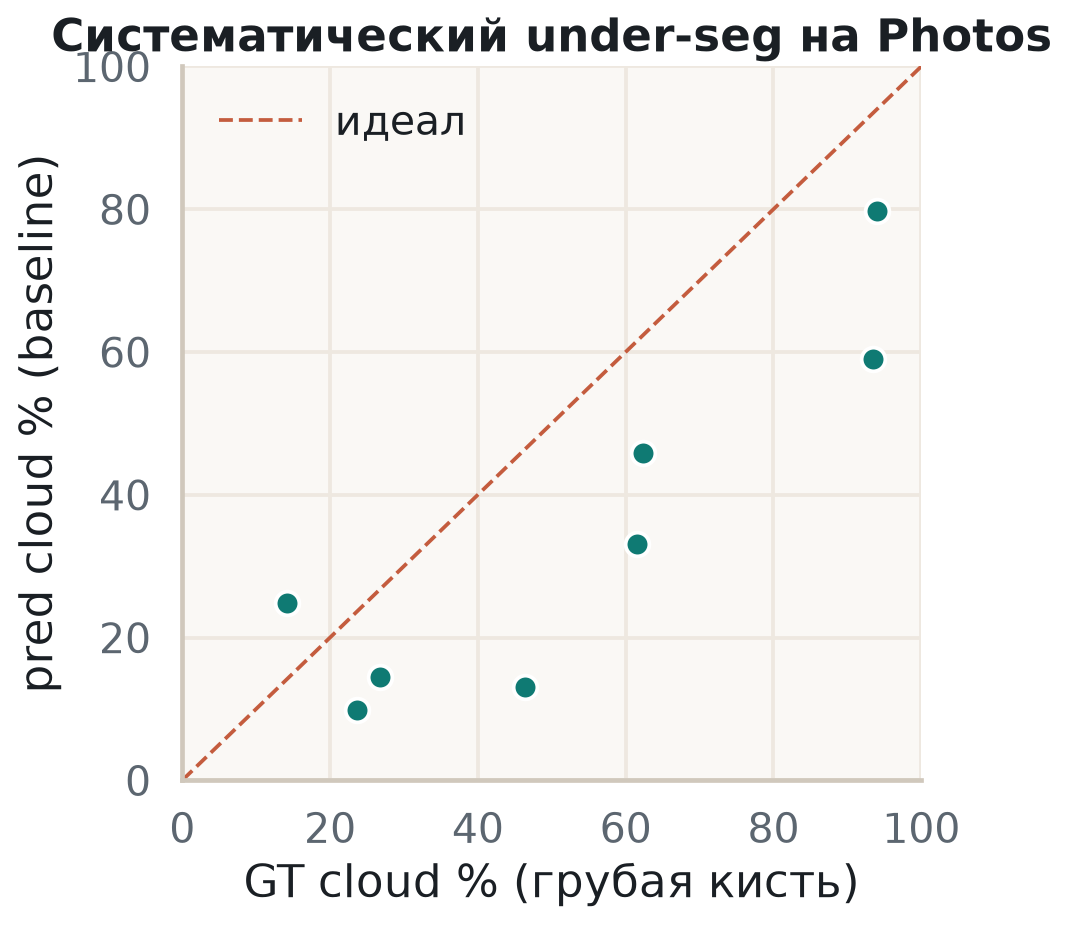 Систематический under-seg на Photos
100
идеал
80
60
40
20
0
pred cloud % (baseline)
0 20 40 60 80 100
GT cloud % (грубая кисть)